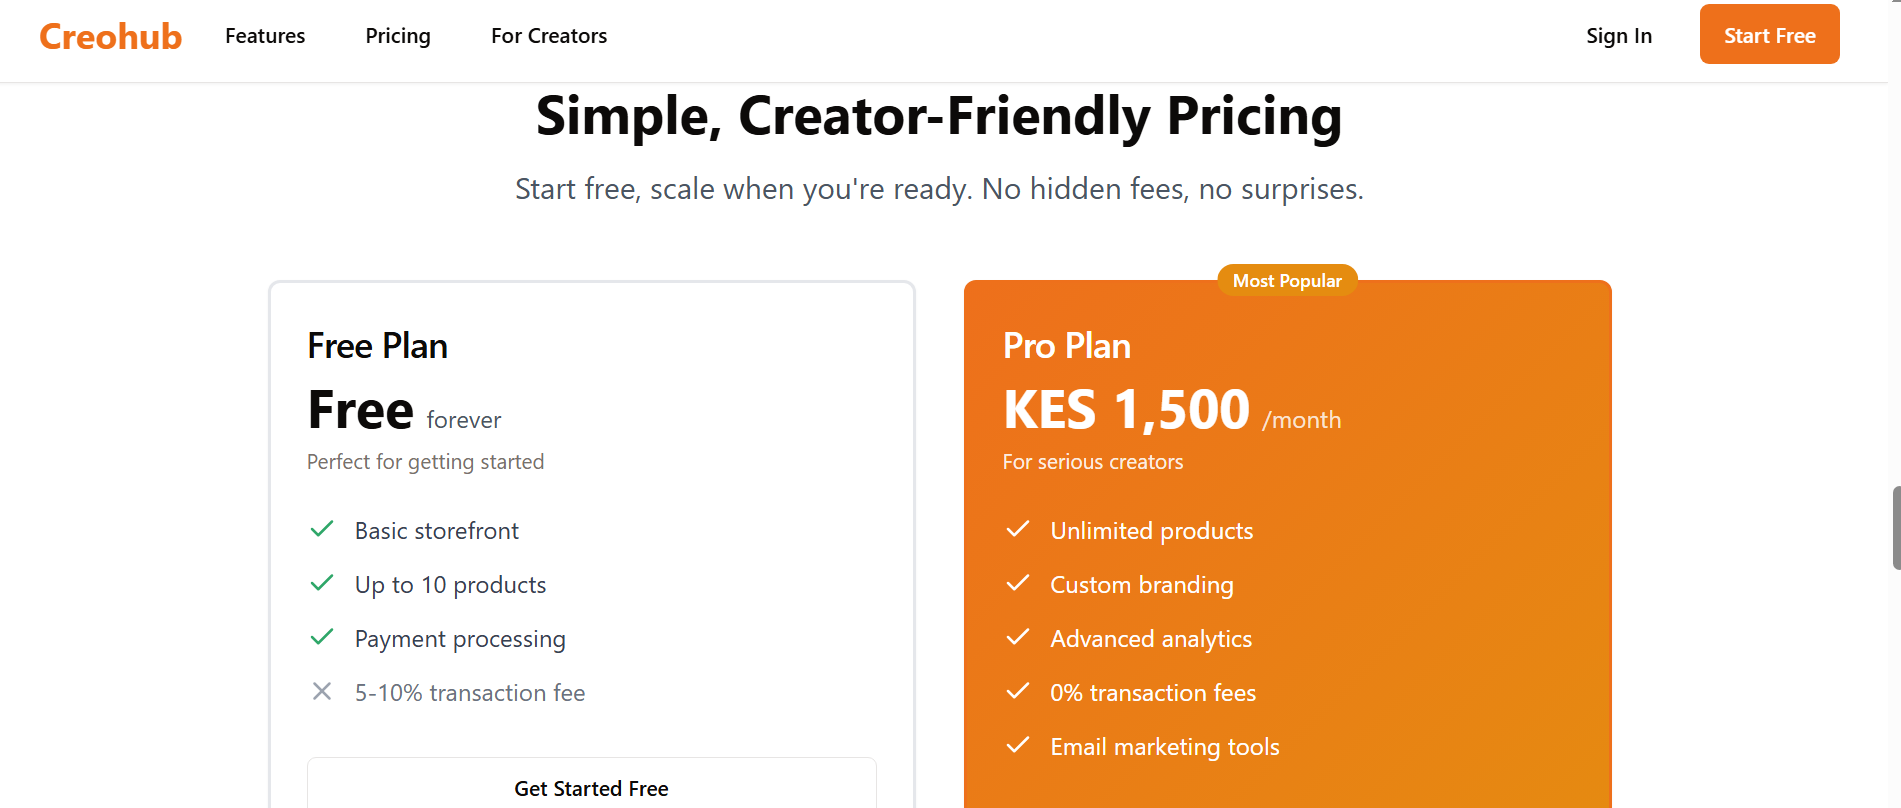 Creohub Features Pricing For Creators Sign In Start Free
Simple, Creator-Friendly Pricing
Start free, scale when you're ready. No hidden fees, no surprises.
Free Plan
Free forever
Perfect for getting started
Basic storefront
Up to 10 products
Payment processing
5-10% transaction fee
Get Started Free
Most Popular
Pro Plan
KES 1,500 /month
For serious creators
Unlimited products
Custom branding
Advanced analytics
0% transaction fees
Email marketing tools